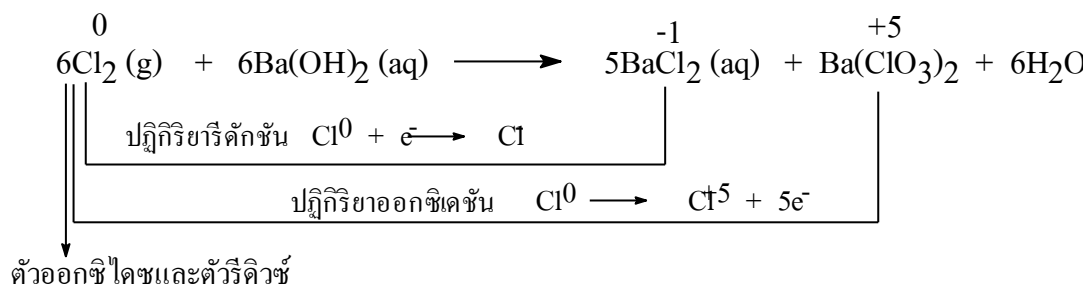 0 -1 +5
6Cl2 (g) + 6Ba(OH)2 (aq) → 5BaCl2 (aq) + Ba(ClO3)2 + 6H2O
ปฏิกิริยารีดักชัน Cl0 + e- → Cl-
ปฏิกิริยาออกซิเดชัน Cl0 → Cl+5 + 5e-
ตัวออกซิไดซและตัวรีดิวซ์